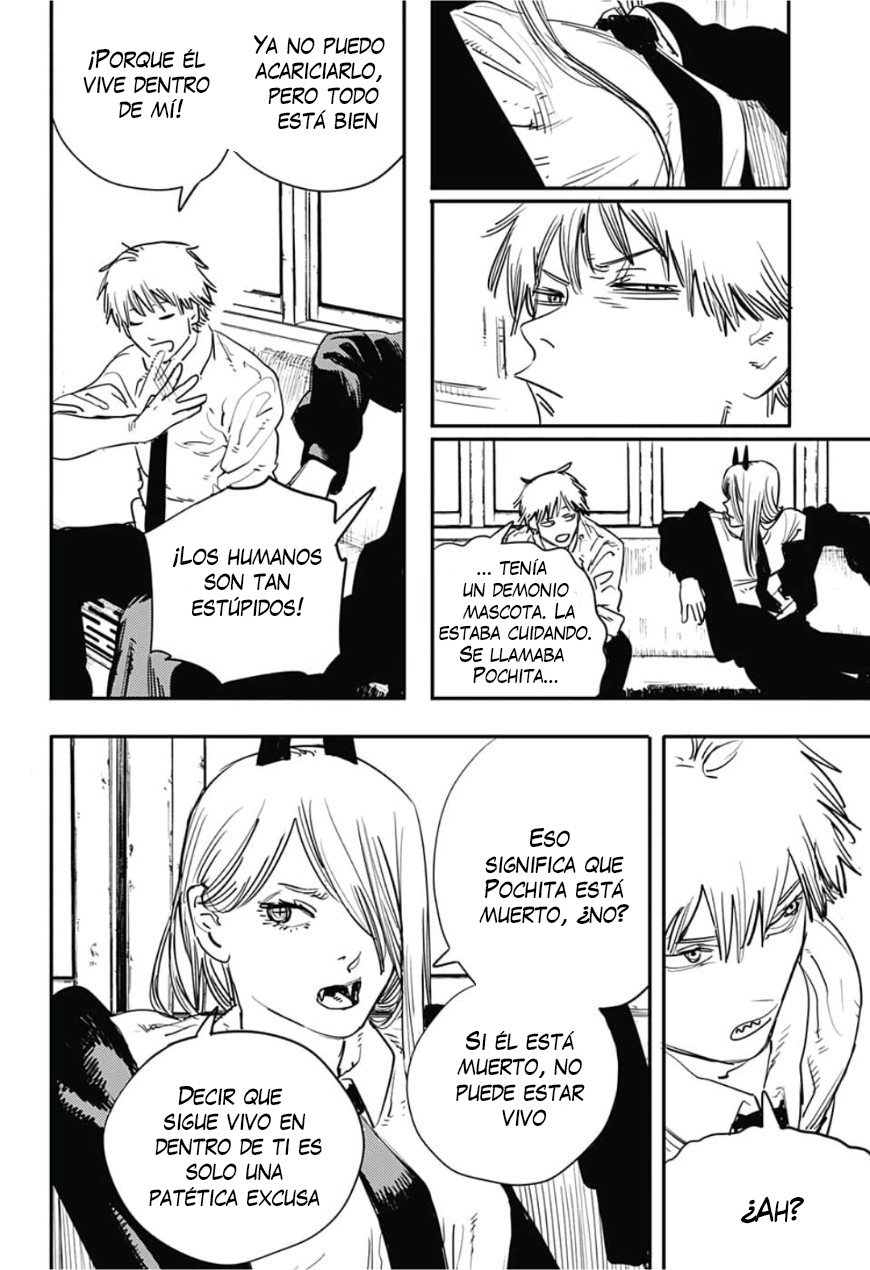 ... TENÍA
UN DEMONIO
MASCOTA. LA
ESTABA CUIDANDO.
SE LLAMABA
POCHITA...
YA NO PUEDO
ACARICIARLO,
PERO TODO
ESTÁ BIEN
¡PORQUE ÉL
VIVE DENTRO
DE MÍ!
¡LOS HUMANOS
SON TAN
ESTÚPIDOS!
¿AH?
ESO
SIGNIFICA QUE
POCHITA ESTÁ
MUERTO, ¿NO?
SI ÉL ESTÁ
MUERTO, NO
PUEDE ESTAR
VIVO
DECIR QUE
SIGUE VIVO EN
DENTRO DE TI ES
SOLO UNA
PATÉTICA EXCUSA